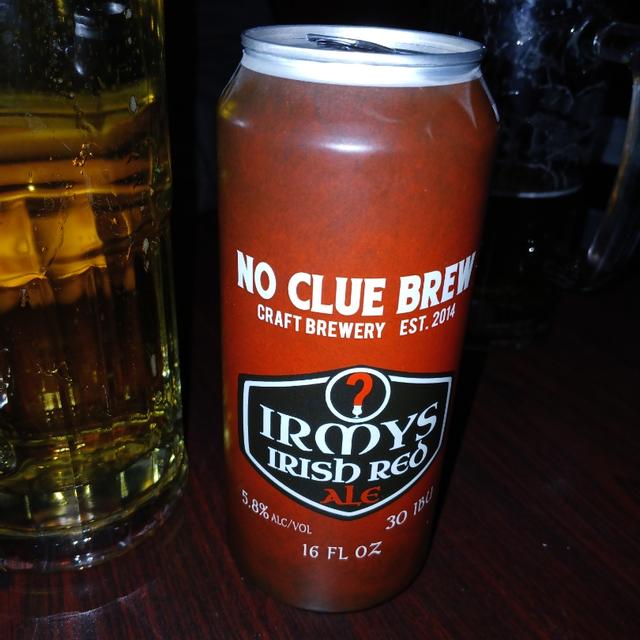 NO CLUE BREW
CRAFT BREWERY EST. 2014
?
IRMYS
IRISH RED
ALE
5.8% ALC/VOL
30 IBU
16 FL OZ